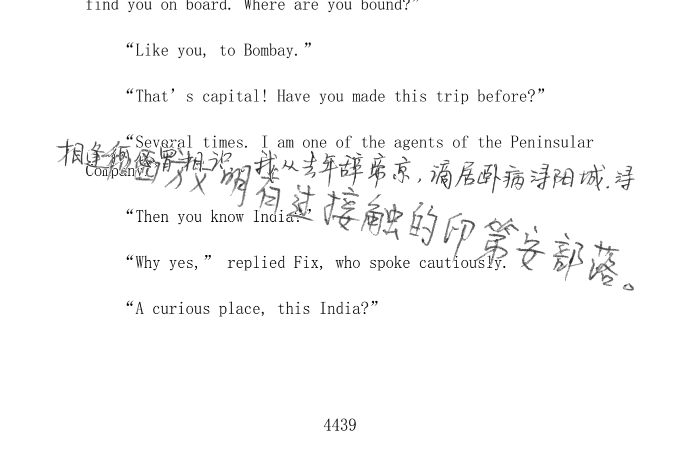 find you on board. Where are you bound?”
“Like you, to Bombay.”
“That’s capital! Have you made this trip before?”
“Several times. I am one of the agents of the Peninsular
相逢何必曾相识 我从去年辞帝京，谪居卧病浔阳城.浔
Company.”
明白过接触的印第安部落。
“Then you know India?”
“Why yes,” replied Fix, who spoke cautiously.
“A curious place, this India?”
4439